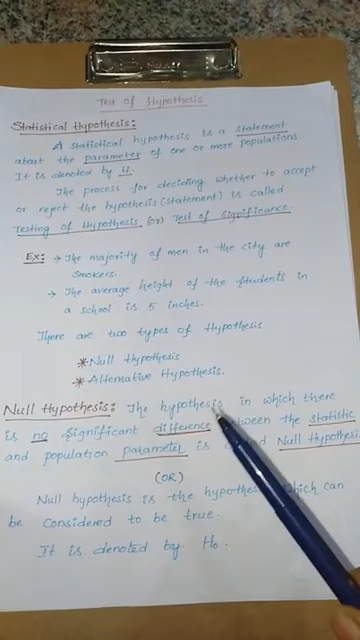 Test of Hypothesis
Statistical Hypothesis:
A statistical hypothesis is a statement
about the parameter of one or more populations.
It is denoted by H.
The process for deciding whether to accept
or reject the hypothesis (statement) is called
Testing of Hypothesis (or) Test of Significance.
Ex: → The majority of men in the city are
smokers.
→ The average height of the students in
a school is 5 inches.
There are two types of Hypothesis
* Null Hypothesis
* Alternative Hypothesis.
Null Hypothesis: The hypothesis in which there
is no significant difference between the statistic
and population parameter is called Null Hypothesis
(OR)
Null hypothesis is the hypothesis which can
be considered to be true.
It is denoted by H₀.